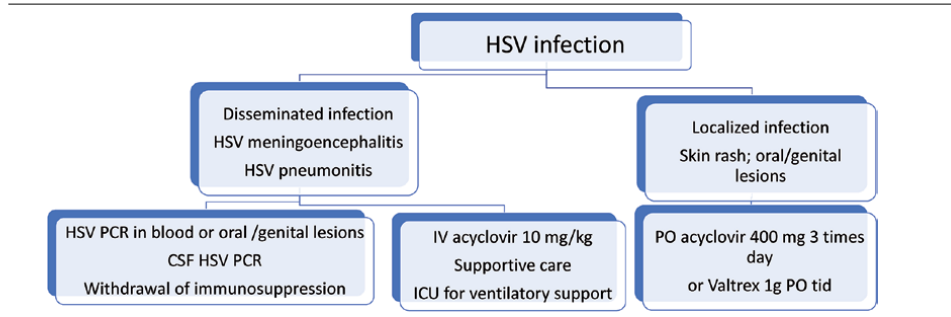 HSV infection
Disseminated infection
HSV meningoencephalitis
HSV pneumonitis
Localized infection
Skin rash; oral/genital
lesions
HSV PCR in blood or oral /genital lesions
CSF HSV PCR
Withdrawal of immunosuppression
IV acyclovir 10 mg/kg
Supportive care
ICU for ventilatory support
PO acyclovir 400 mg 3 times
day
or Valtrex 1g PO tid